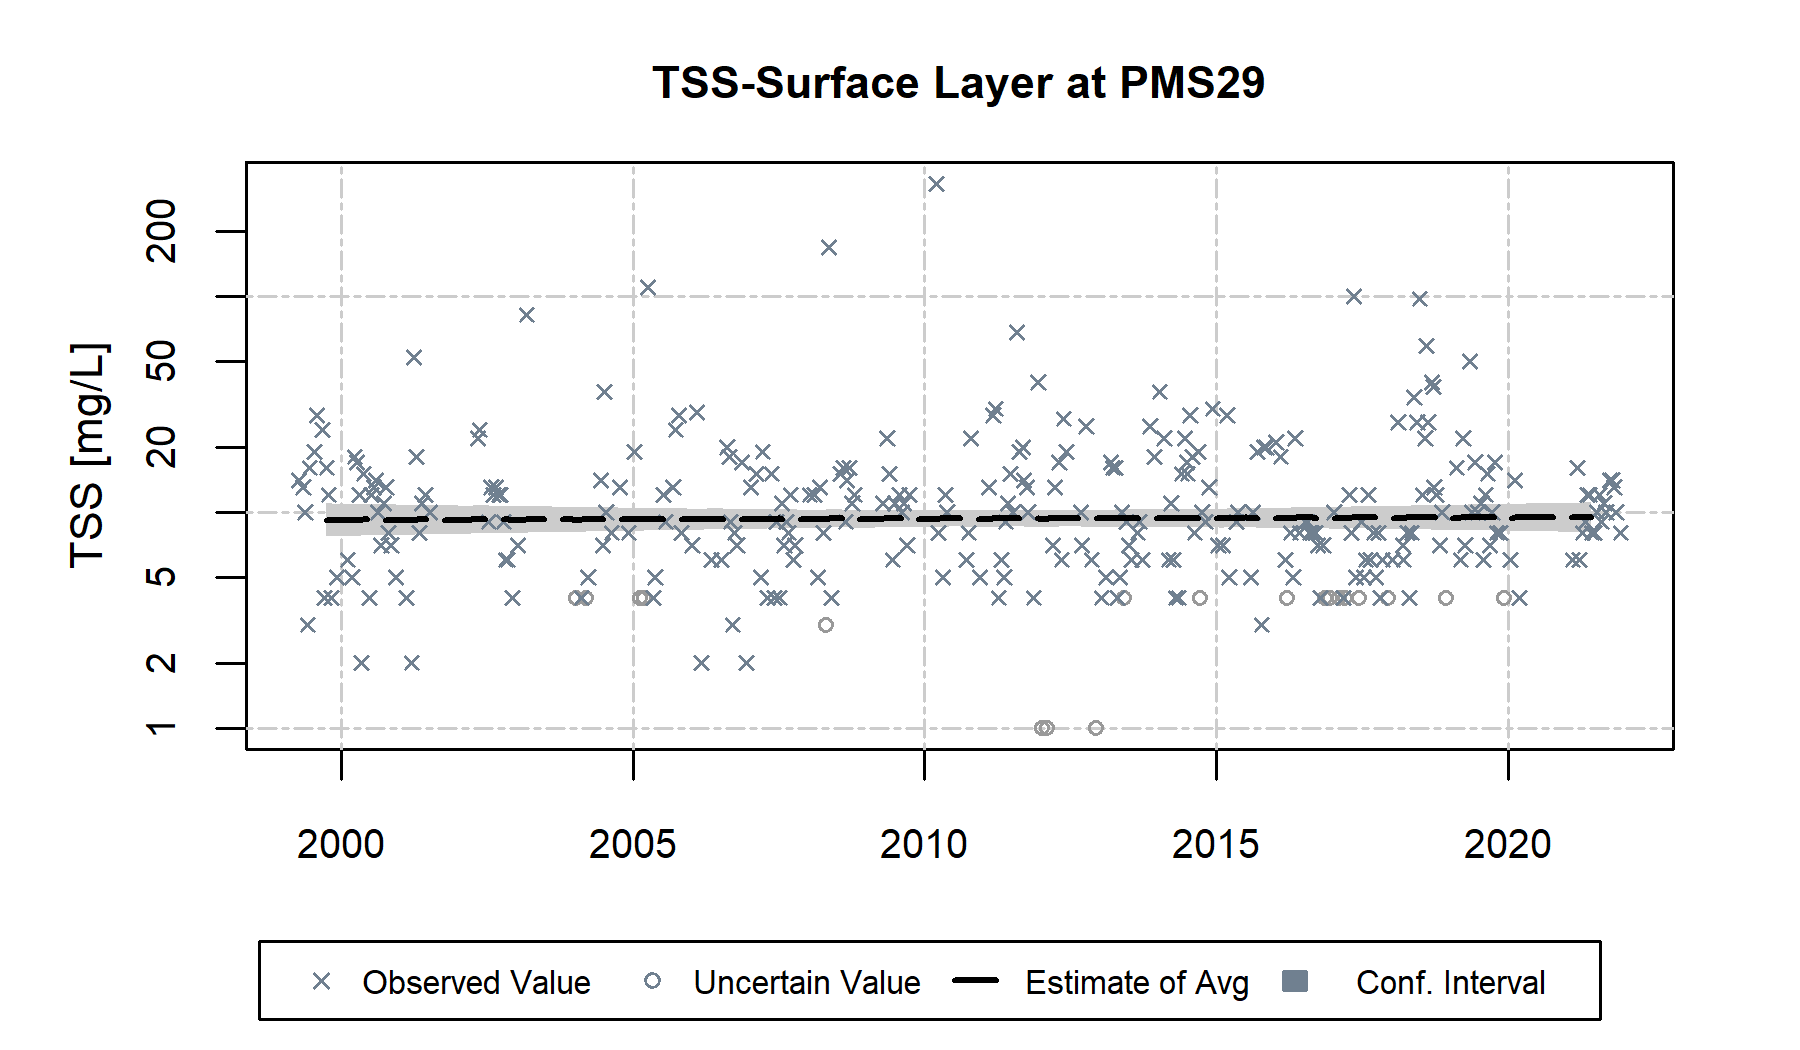 TSS-Surface Layer at PMS29
TSS [mg/L]
200
50
20
5
2
1
2000 2005 2010 2015 2020
Observed Value Uncertain Value Estimate of Avg Conf. Interval